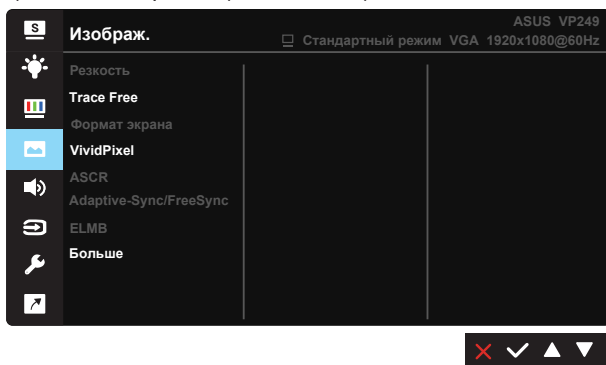 S
Изображ.
ASUS VP249
Стандартный режим VGA 1920x1080@60Hz
Резкость
Trace Free
Формат экрана
VividPixel
ASCR
Adaptive-Sync/FreeSync
ELMB
Больше